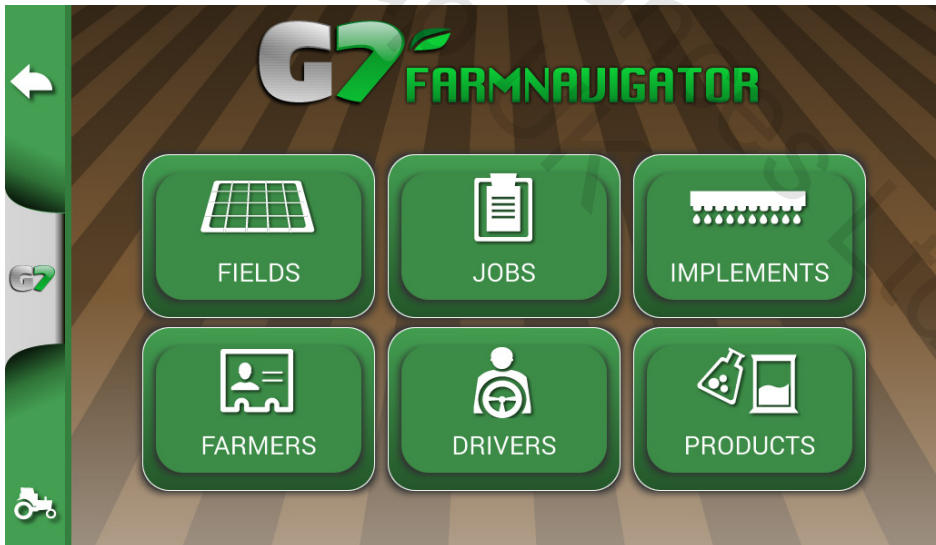 G7 FARMNAVIGATOR
FIELDS
JOBS
IMPLEMENTS
G7
FARMERS
DRIVERS
PRODUCTS